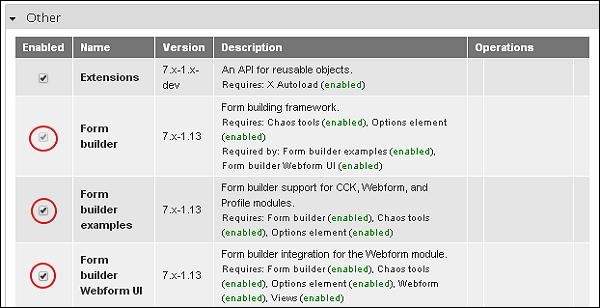 Other
Enabled Name Version Description Operations
Extensions 7.x-1.x-dev An API for reusable objects.
Requires: X Autoload (enabled)
Form builder 7.x-1.13 Form building framework.
Requires: Chaos tools (enabled), Options element
(enabled)
Required by: Form builder examples (enabled),
Form builder Webform UI (enabled)
Form builder examples 7.x-1.13 Form builder support for CCK, Webform, and
Profile modules.
Requires: Form builder (enabled), Chaos tools
(enabled), Options element (enabled)
Form builder Webform UI 7.x-1.13 Form builder integration for the Webform module.
Requires: Form builder (enabled), Chaos tools
(enabled), Options element (enabled), Webform
(enabled), Views (enabled)